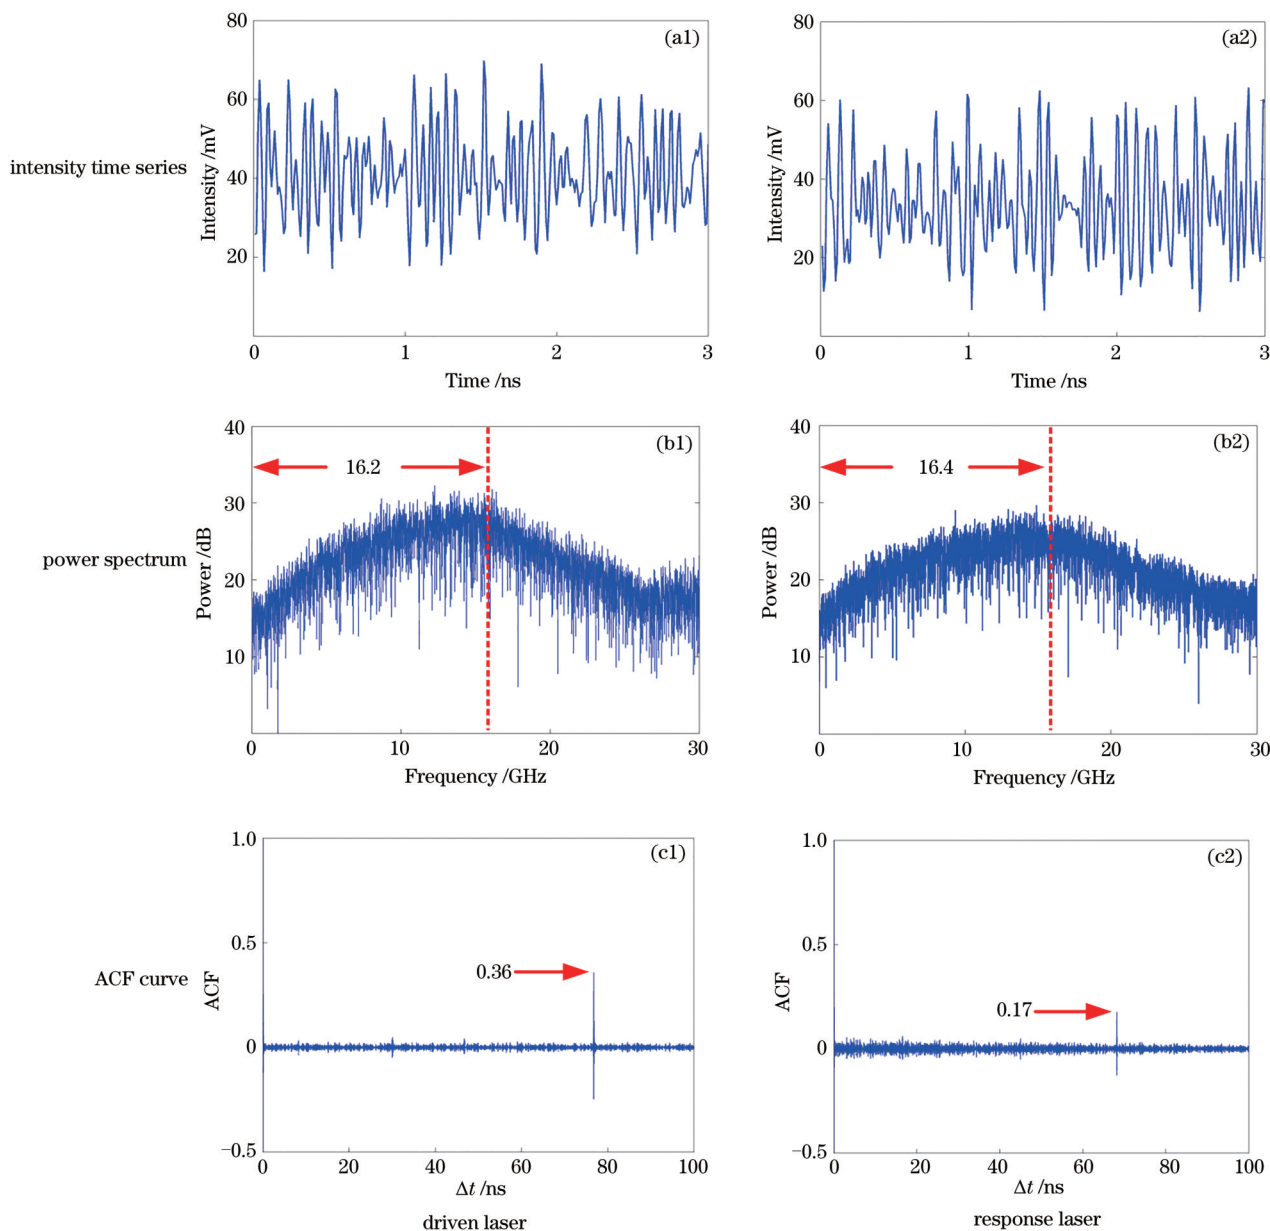 (a1)
80
60
40
20
Intensity /mV
0
1
2
3
Time /ns
intensity time series
(a2)
80
60
40
20
Intensity /mV
0
1
2
3
Time /ns
(b1)
40
30
20
10
Power /dB
16.2
0
10
20
30
Frequency /GHz
power spectrum
(b2)
40
30
20
10
Power /dB
16.4
0
10
20
30
Frequency /GHz
(c1)
1.0
0.5
0
−0.5
ACF
0.36
0
20
40
60
80
100
Δt /ns
driven laser
ACF curve
(c2)
1.0
0.5
0
−0.5
ACF
0.17
0
20
40
60
80
100
Δt /ns
response laser